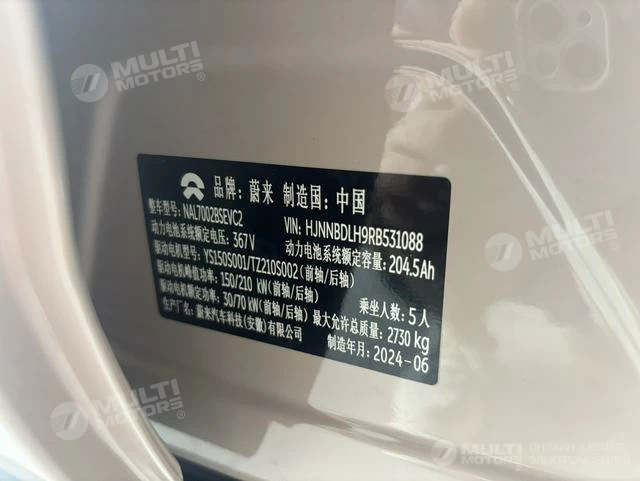 MULTI
MOTORS
MULTI
MOTORS
品牌: 蔚来 制造国: 中国
整车型号: NAL7002BSEVC2 VIN: HJNNBDLH9RB531088
动力电池系统额定电压: 367V 动力电池系统额定容量: 204.5Ah
驱动电机型号: YS150S001/TZ210S002 (前轴/后轴)
驱动电机峰值功率: 150/210 kW (前轴/后轴) 乘坐人数: 5人
驱动电机额定功率: 30/70 kW (前轴/后轴) 最大允许总质量: 2730 kg
生产厂名: 蔚来汽车科技(安徽)有限公司 制造年月: 2024-06
MULTI
MOTORS
MULTI
MOTORS
ОНЛАЙН-КАТАЛОГ
ЭЛЕКТРОМОБИЛЕЙ